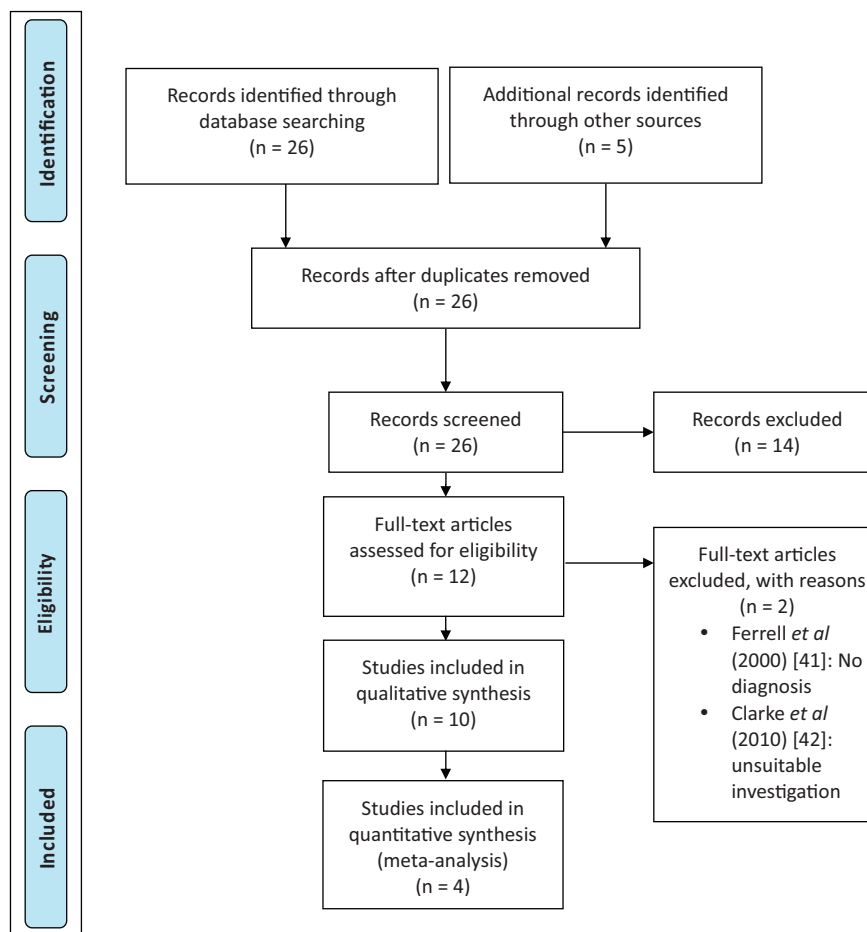 Identification
Records identified through
database searching
(n = 26)
Additional records identified
through other sources
(n = 5)
Screening
Records after duplicates removed
(n = 26)
Records screened
(n = 26)
Records excluded
(n = 14)
Eligibility
Full-text articles
assessed for eligibility
(n = 12)
Full-text articles
excluded, with reasons
(n = 2)
• Ferrell et al
(2000) [41]: No
diagnosis
• Clarke et al
(2010) [42]:
unsuitable
investigation
Studies included in
qualitative synthesis
(n = 10)
Included
Studies included in
quantitative synthesis
(meta-analysis)
(n = 4)